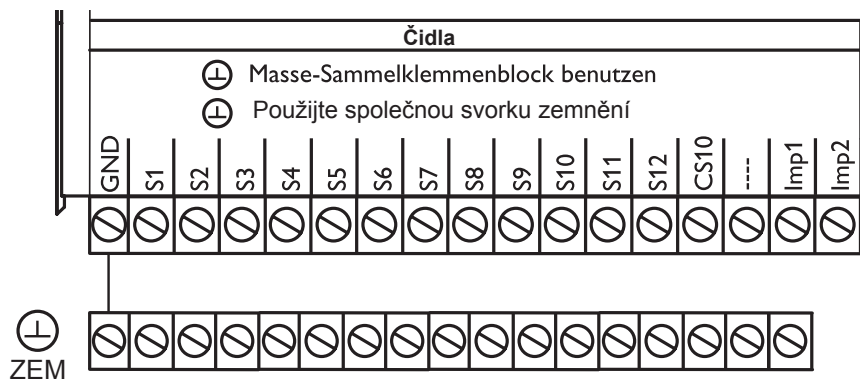 Čidla
Masse-Sammelklemmenblock benutzen
Použijte společnou svorku zemnění
GND S1 S2 S3 S4 S5 S6 S7 S8 S9 S10 S11 S12 CS10 ---- Imp1 Imp2
ZEM